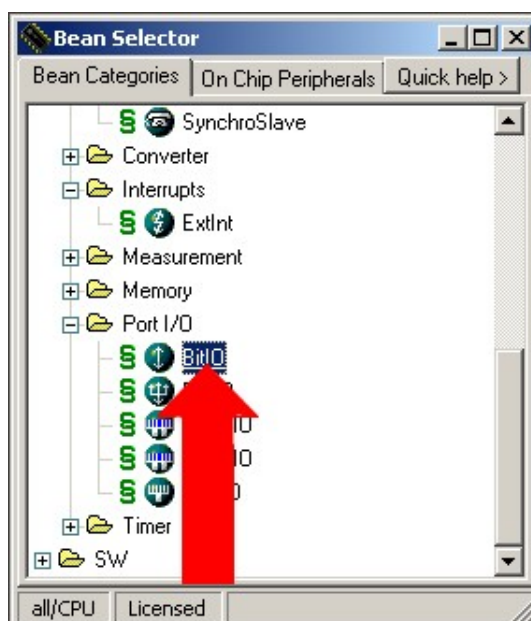 Bean Selector
Bean Categories On Chip Peripherals Quick help >
SynchroSlave
Converter
Interrupts
ExtInt
Measurement
Memory
Port I/O
BitIO
Timer
SW
all/CPU Licensed